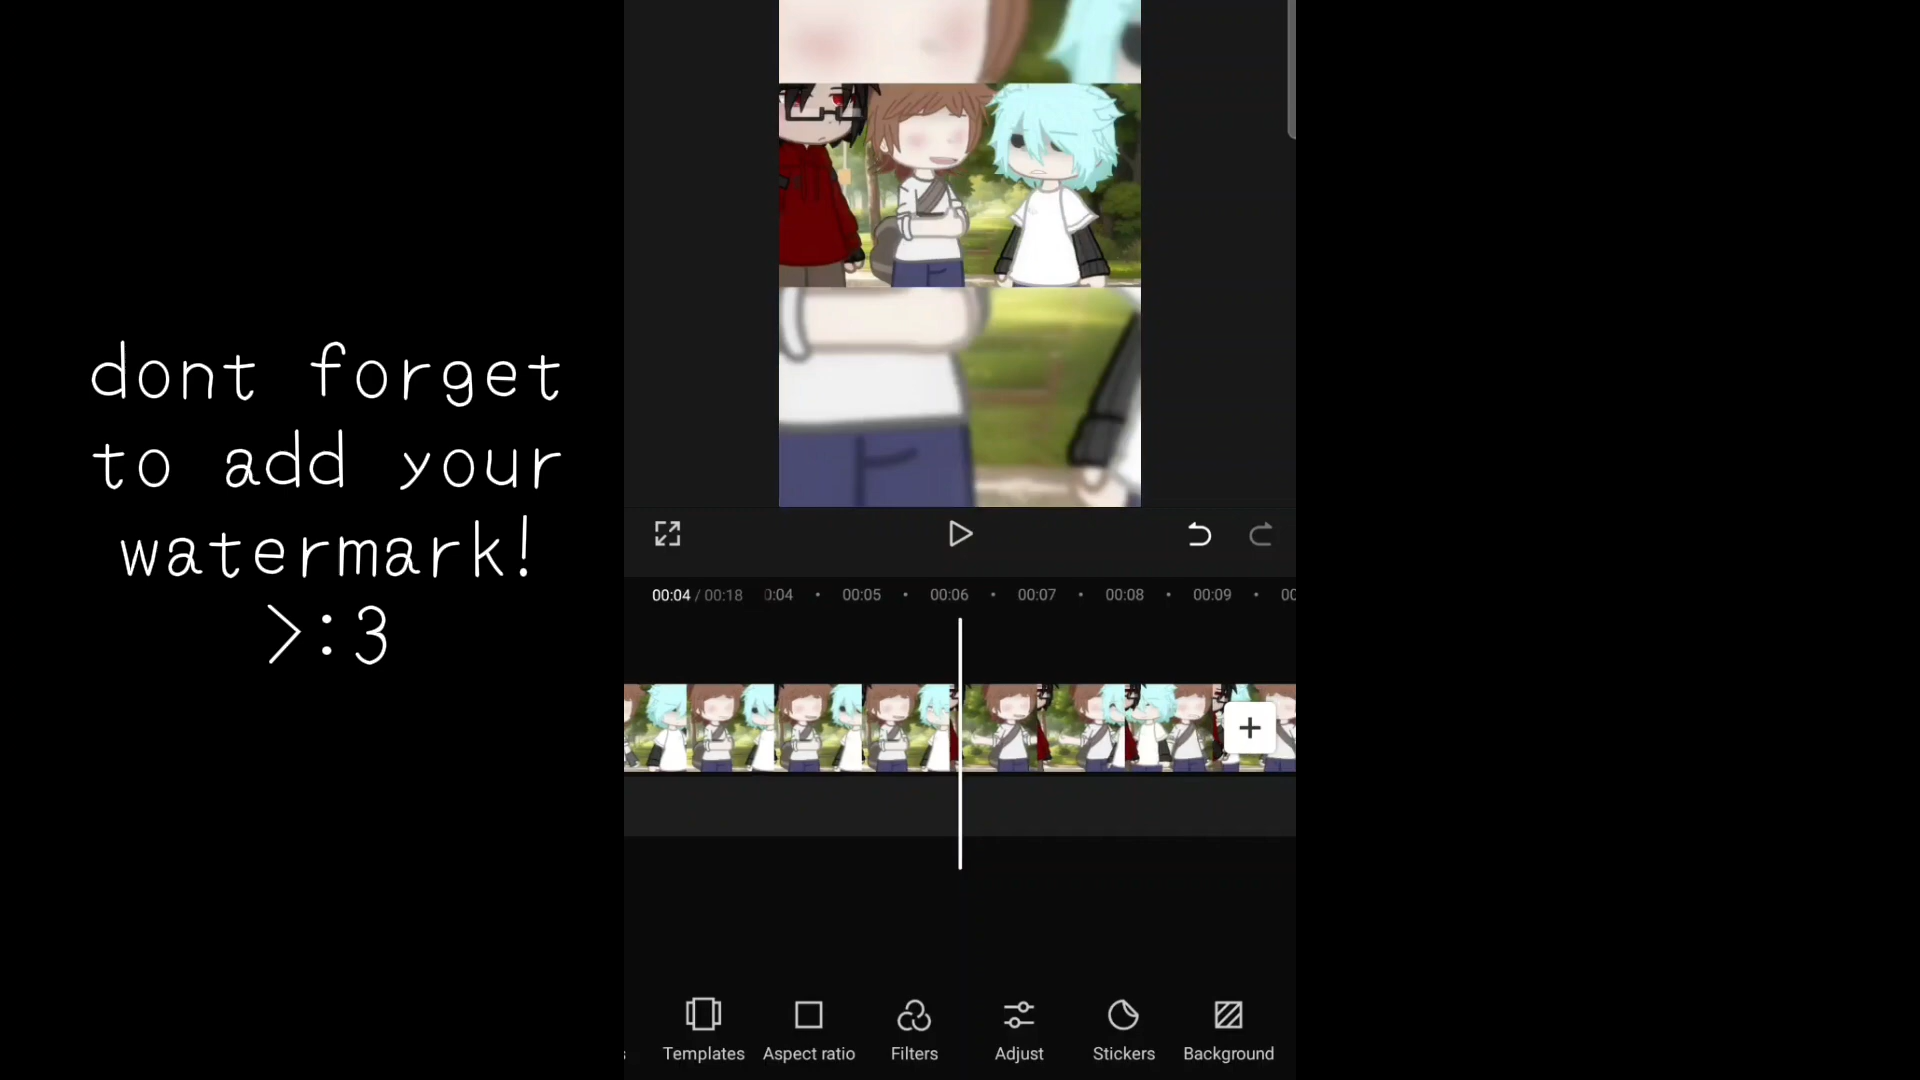 dont forget
to add your
watermark!
>:3
00:04 / 00:18 0:04 • 00:05 • 00:06 • 00:07 • 00:08 • 00:09 • 00
Templates Aspect ratio Filters Adjust Stickers Background